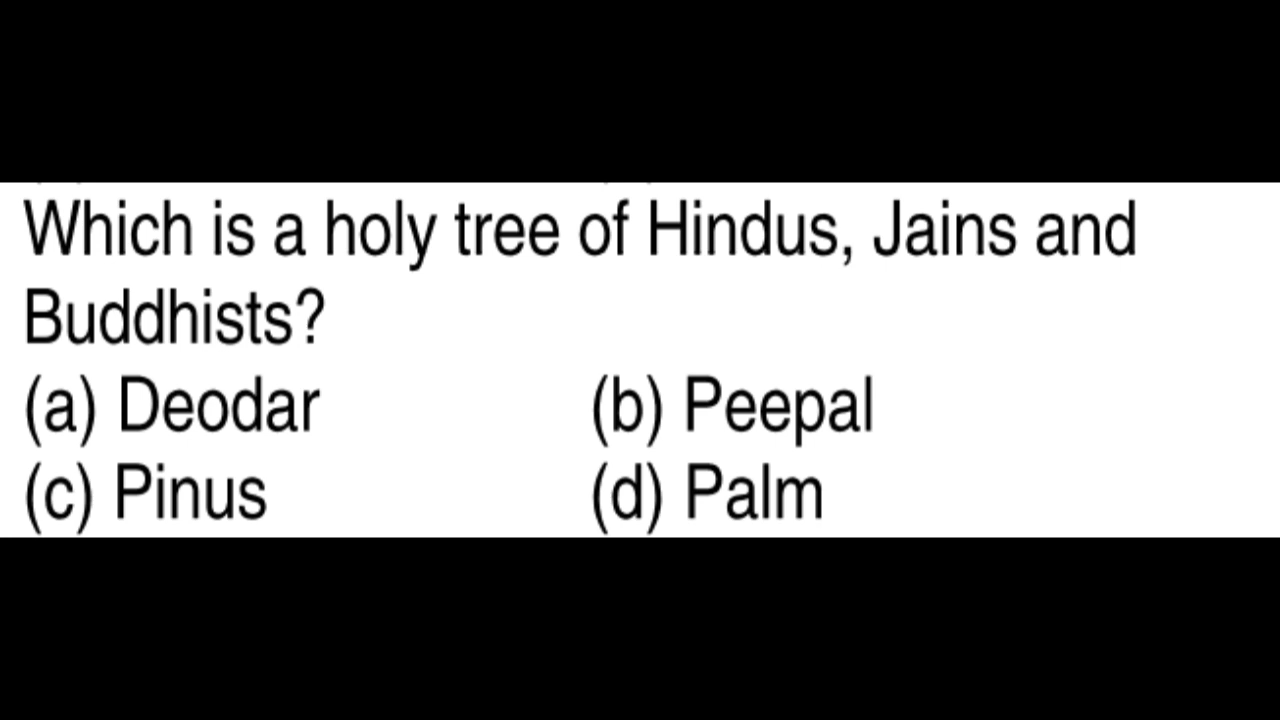 Which is a holy tree of Hindus, Jains and
Buddhists?
(a) Deodar (b) Peepal
(c) Pinus (d) Palm